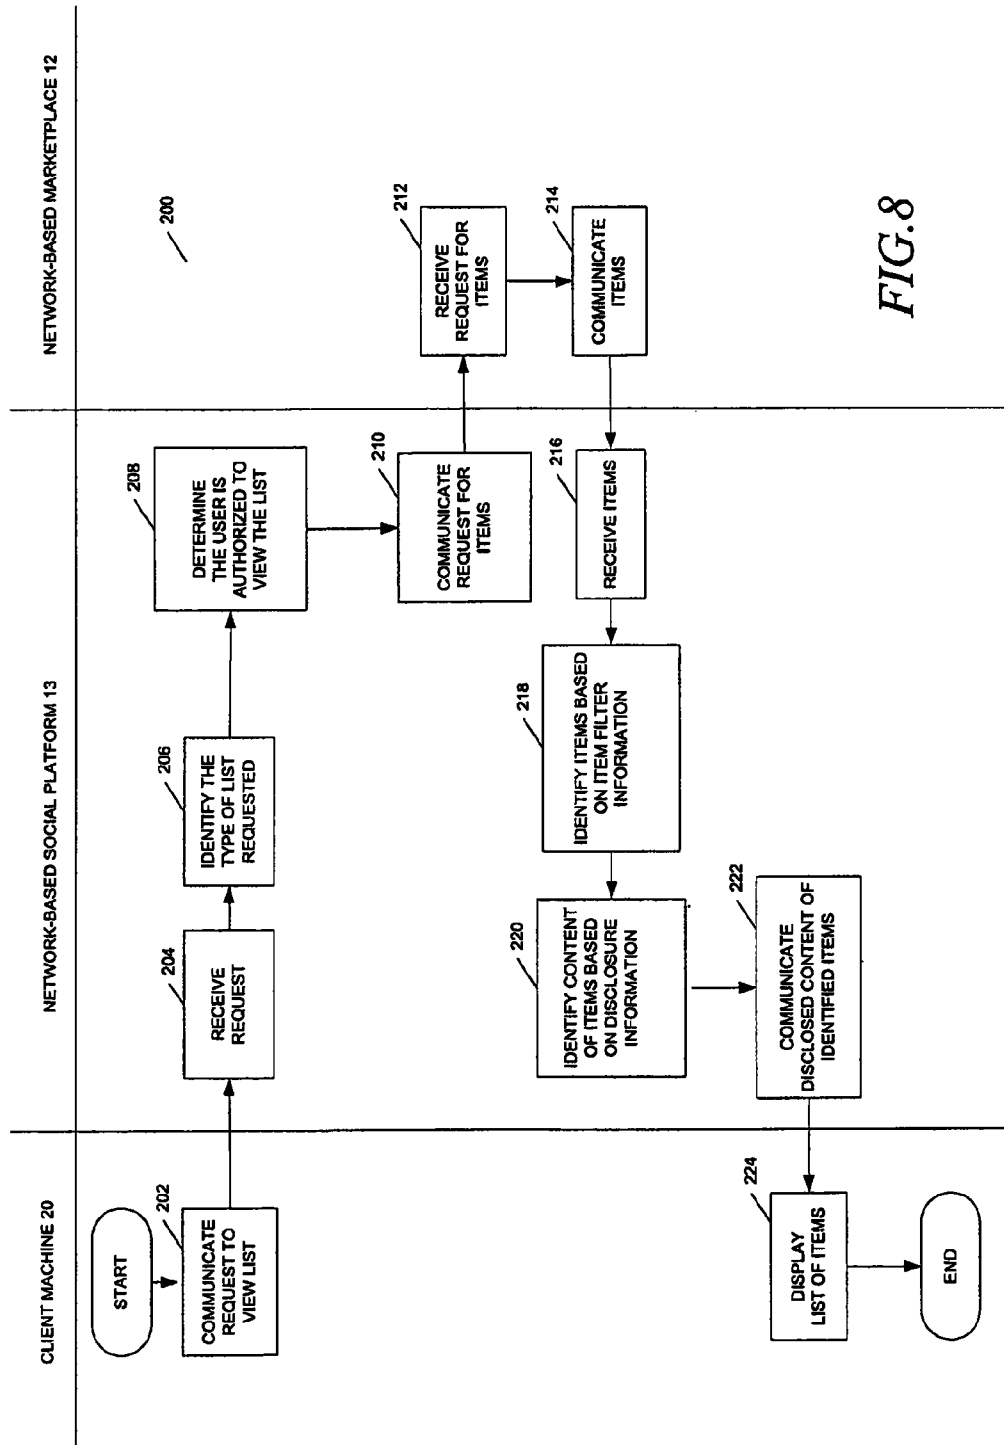 CLIENT MACHINE 20
NETWORK-BASED SOCIAL PLATFORM 13
NETWORK-BASED MARKETPLACE 12
START
202
COMMUNICATE
REQUEST TO
VIEW LIST
204
RECEIVE
REQUEST
206
IDENTIFY THE
TYPE OF LIST
REQUESTED
208
DETERMINE
THE USER IS
AUTHORIZED TO
VIEW THE LIST
200
210
COMMUNICATE
REQUEST FOR
ITEMS
212
RECEIVE
REQUEST FOR
ITEMS
214
COMMUNICATE
ITEMS
216
RECEIVE ITEMS
218
IDENTIFY ITEMS BASED
ON ITEM FILTER
INFORMATION
220
IDENTIFY CONTENT
OF ITEMS BASED
ON DISCLOSURE
INFORMATION
222
COMMUNICATE
DISCLOSED CONTENT OF
IDENTIFIED ITEMS
224
DISPLAY
LIST OF ITEMS
END
FIG.8